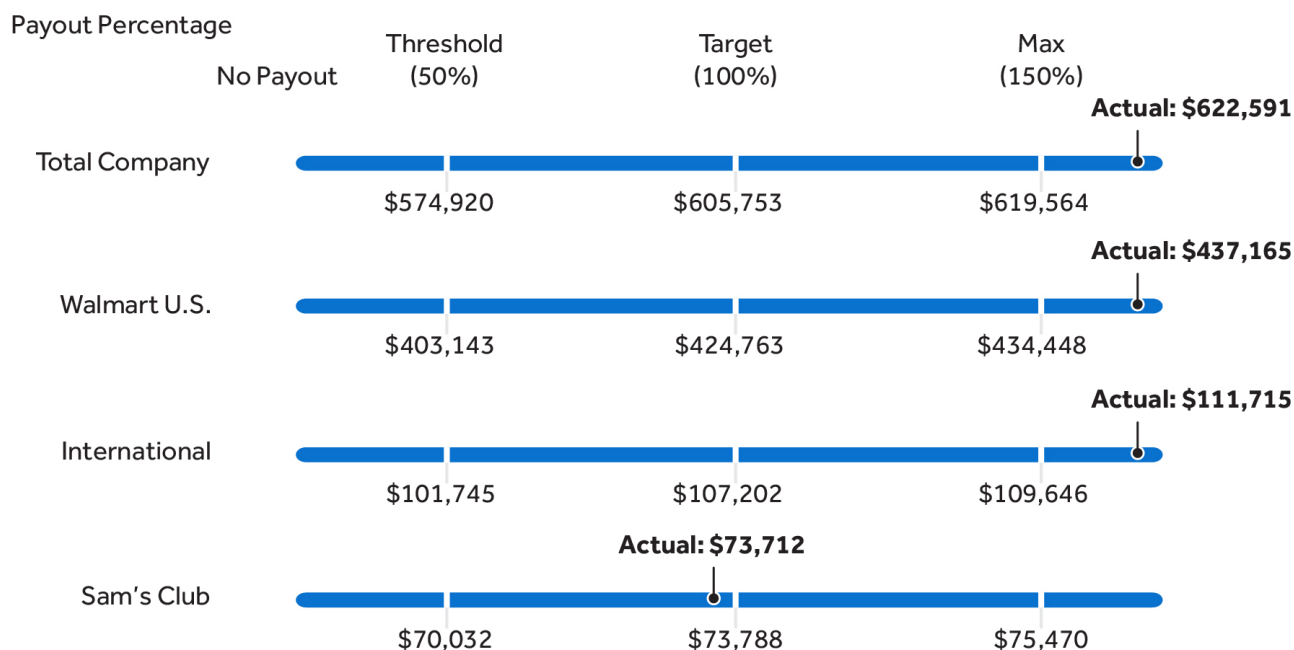 Payout Percentage
No Payout
Threshold
(50%)
Target
(100%)
Max
(150%)
Actual: $622,591
Total Company
$574,920
$605,753
$619,564
Actual: $437,165
Walmart U.S.
$403,143
$424,763
$434,448
Actual: $111,715
International
$101,745
$107,202
$109,646
Actual: $73,712
Sam’s Club
$70,032
$73,788
$75,470